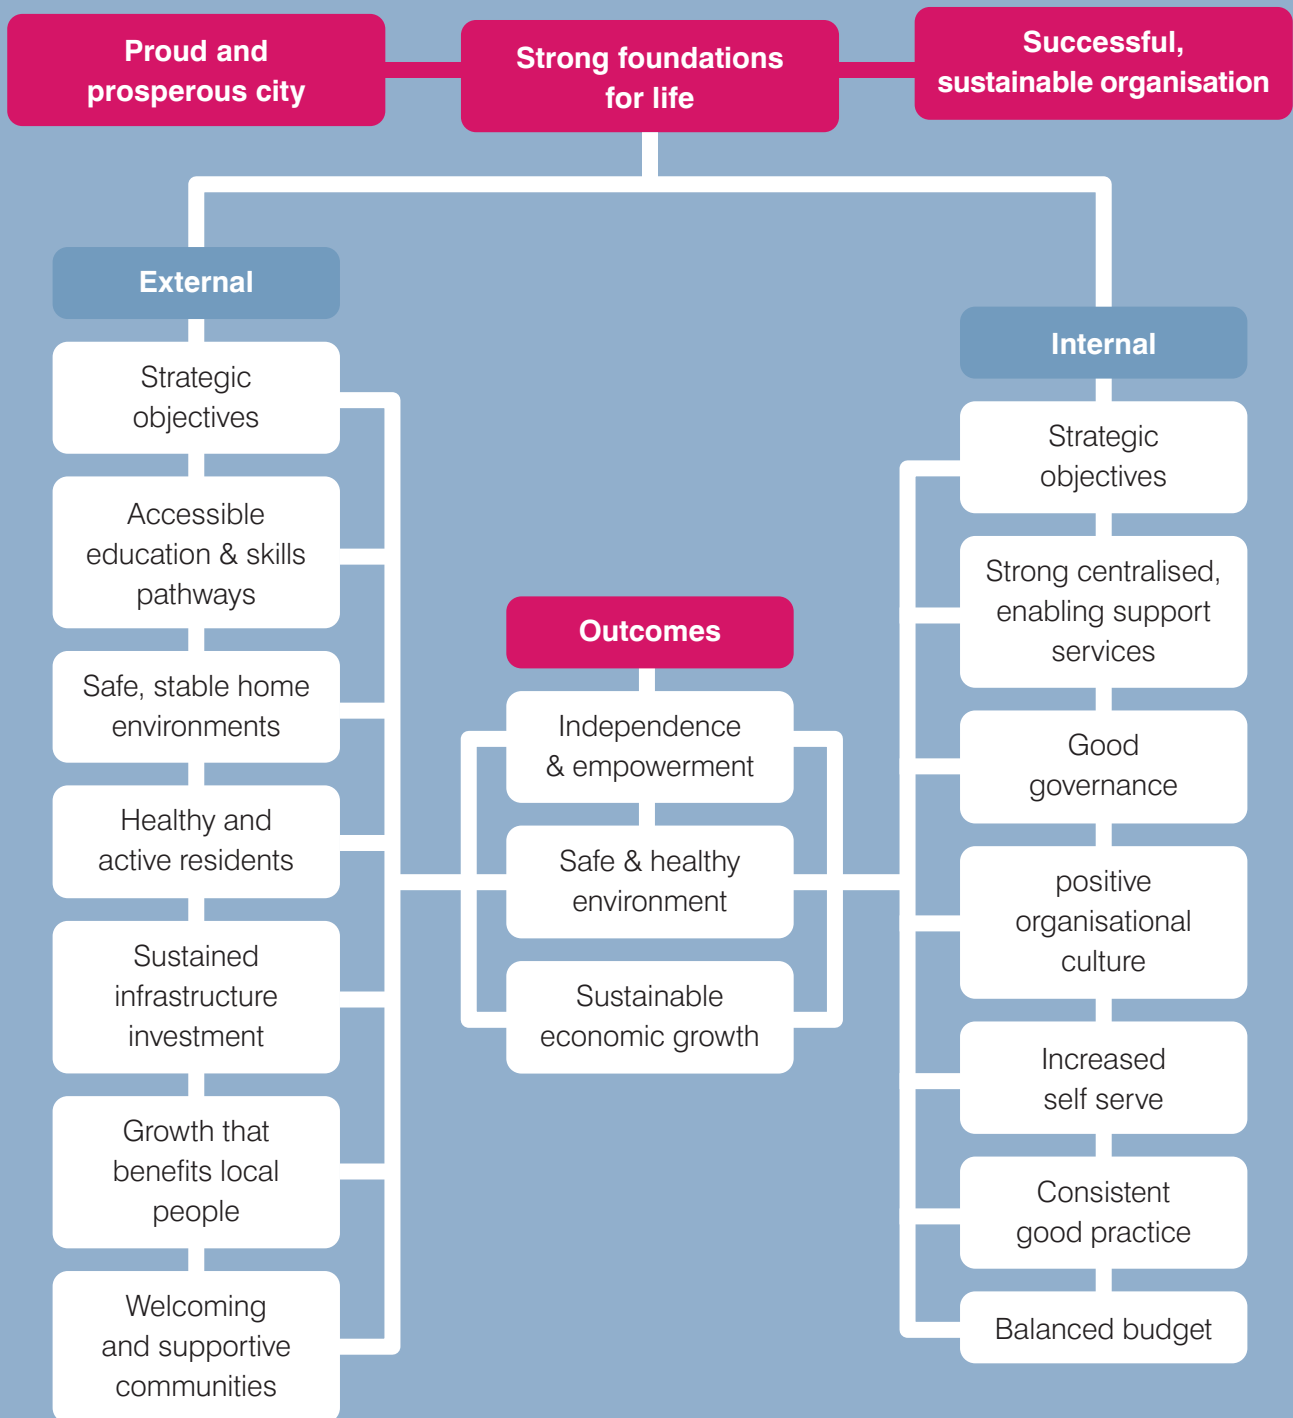 Proud and
prosperous city
Strong foundations
for life
Successful,
sustainable organisation
External
Strategic
objectives
Accessible
education & skills
pathways
Safe, stable home
environments
Healthy and
active residents
Sustained
infrastructure
investment
Growth that
benefits local
people
Welcoming
and supportive
communities
Outcomes
Independence
& empowerment
Safe & healthy
environment
Sustainable
economic growth
Internal
Strategic
objectives
Strong centralised,
enabling support
services
Good
governance
positive
organisational
culture
Increased
self serve
Consistent
good practice
Balanced budget